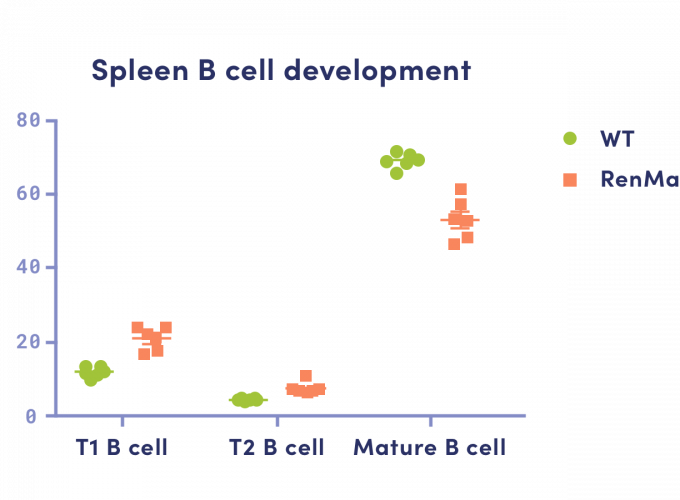 Spleen B cell development
80
60
40
20
0
T1 B cell
T2 B cell
Mature B cell
WT
RenMa